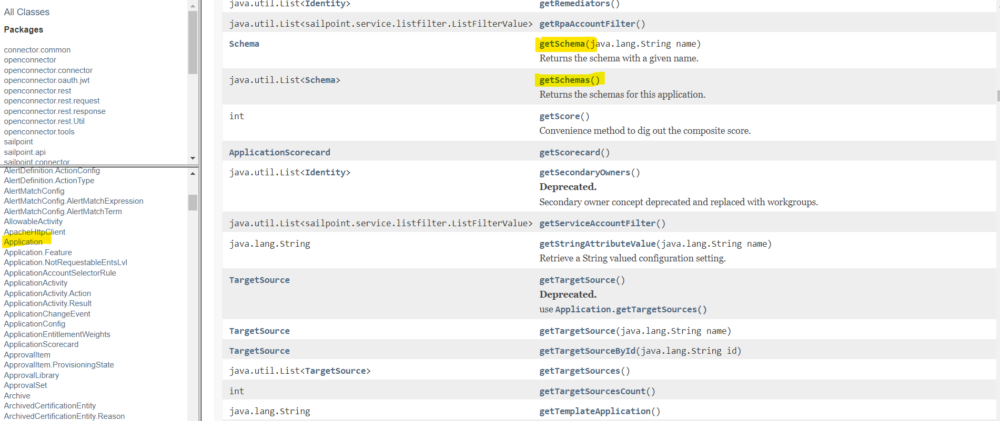 All Classes
Packages
connector.common
openconnector
openconnector.connector
openconnector.oauth.jwt
openconnector.rest
openconnector.rest.request
openconnector.rest.response
openconnector.rest.Util
openconnector.tools
sailpoint
sailpoint.api
sailpoint.connector
AlertDefinition.ActionConfig
AlertDefinition.ActionType
AlertMatchConfig
AlertMatchConfig.AlertMatchExpression
AlertMatchConfig.AlertMatchTerm
AllowableActivity
ApacheHttpClient
Application
Application.Feature
Application.NotRequestableEntsLvl
ApplicationAccountSelectorRule
ApplicationActivity
ApplicationActivity.Action
ApplicationActivity.Result
ApplicationChangeEvent
ApplicationConfig
ApplicationEntitlementWeights
ApplicationScorecard
ApprovalItem
ApprovalItem.ProvisioningState
ApprovalLibrary
ApprovalSet
Archive
ArchivedCertificationEntity
ArchivedCertificationEntity.Reason
java.util.List<Identity> getRemediators()
java.util.List<sailpoint.service.listfilter.ListFilterValue> getRpaAccountFilter()
Schema getSchema(java.lang.String name)
Returns the schema with a given name.
java.util.List<Schema> getSchemas()
Returns the schemas for this application.
int getScore()
Convenience method to dig out the composite score.
ApplicationScorecard getScorecard()
java.util.List<Identity> getSecondaryOwners()
Deprecated.
Secondary owner concept deprecated and replaced with workgroups.
java.util.List<sailpoint.service.listfilter.ListFilterValue> getServiceAccountFilter()
java.lang.String getStringAttributeValue(java.lang.String name)
Retrieve a String valued configuration setting.
TargetSource getTargetSource()
Deprecated.
use Application.getTargetSources()
TargetSource getTargetSource(java.lang.String name)
TargetSource getTargetSourceById(java.lang.String id)
java.util.List<TargetSource> getTargetSources()
int getTargetSourcesCount()
java.lang.String getTemplateApplication()